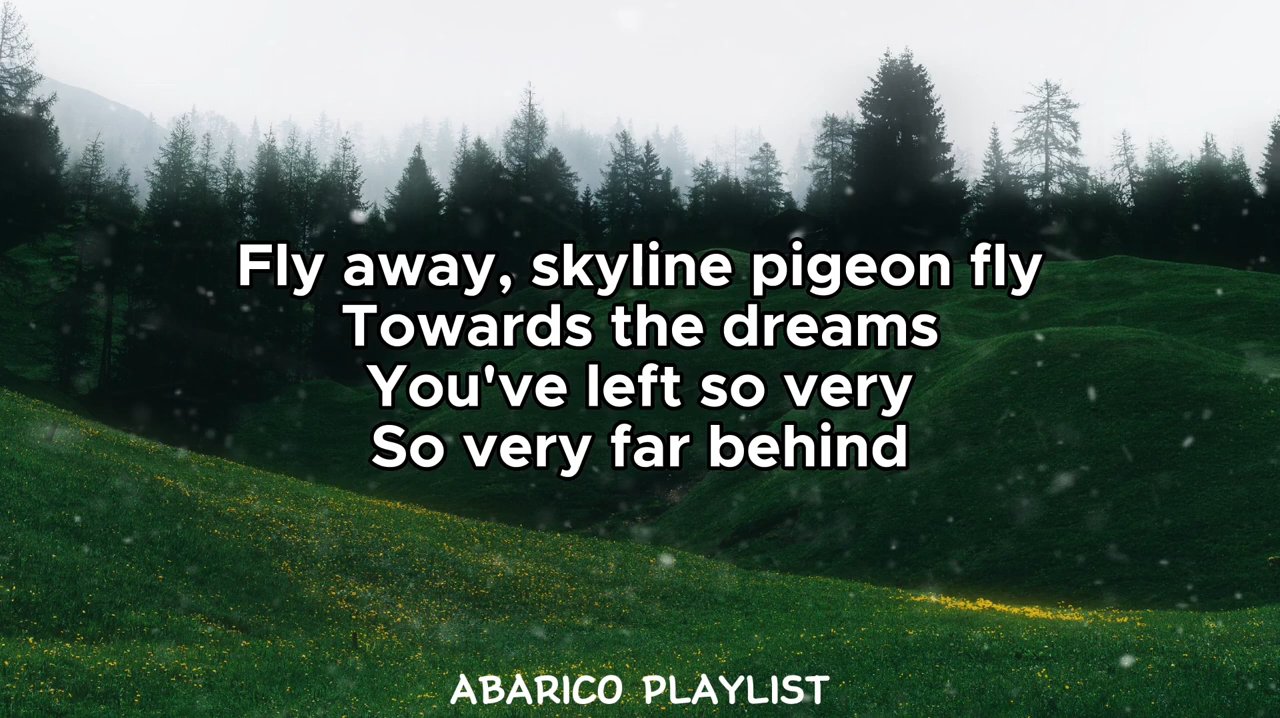 Fly away, skyline pigeon fly
Towards the dreams
You've left so very
So very far behind
ABARICO PLAYLIST